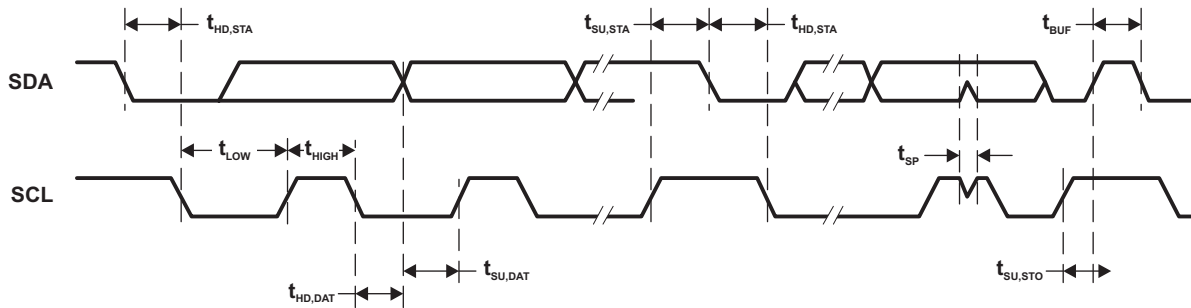 tHD,STA
tSU,STA
tHD,STA
tBUF
SDA
tLOW
tHIGH
tSP
SCL
tSU,DAT
tSU,STO
tHD,DAT